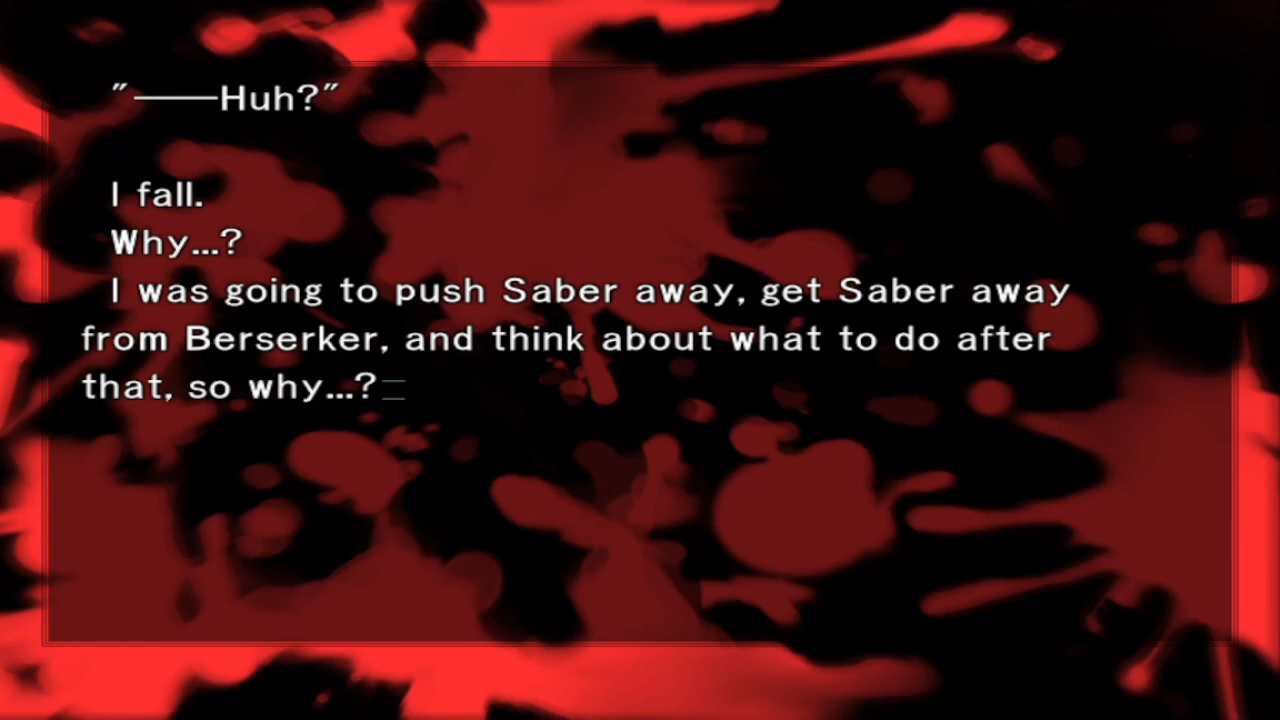 "───Huh?"
I fall.
Why...?
I was going to push Saber away, get Saber away
from Berserker, and think about what to do after
that, so why...?